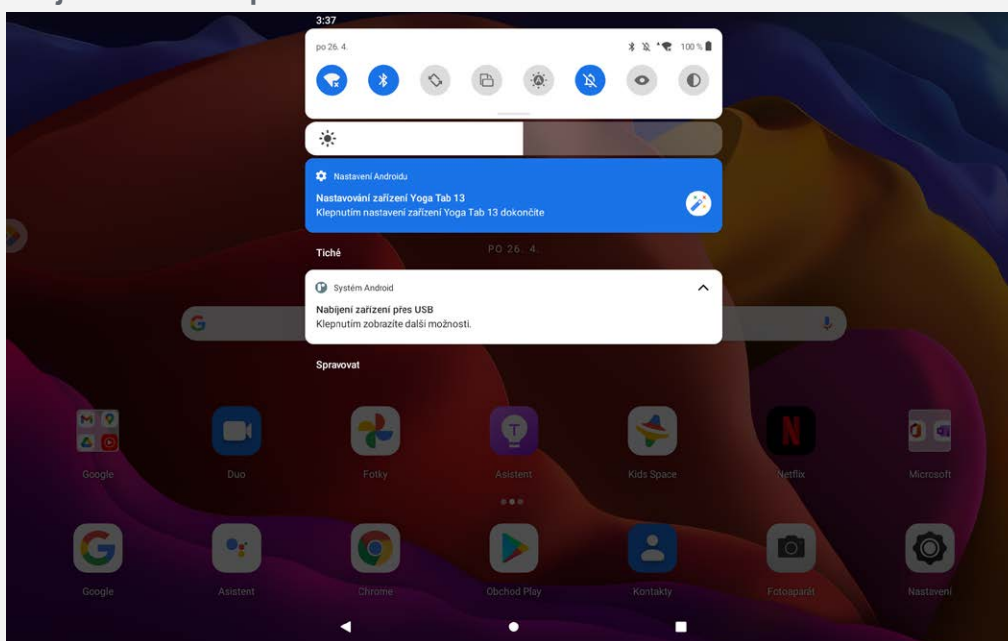 3:37
po 26. 4.
100 %
Nastavení Androidu
Nastavování zařízení Yoga Tab 13
Klepnutím nastavení zařízení Yoga Tab 13 dokončíte
Tiché
PO 26. 4.
Systém Android
Nabíjení zařízení přes USB
Klepnutím zobrazíte další možnosti.
Spravovat
Google
Duo
Fotky
Asistent
Kids Space
Netflix
Microsoft
Google
Asistent
Chrome
Obchod Play
Kontakty
Fotoaparát
Nastavení